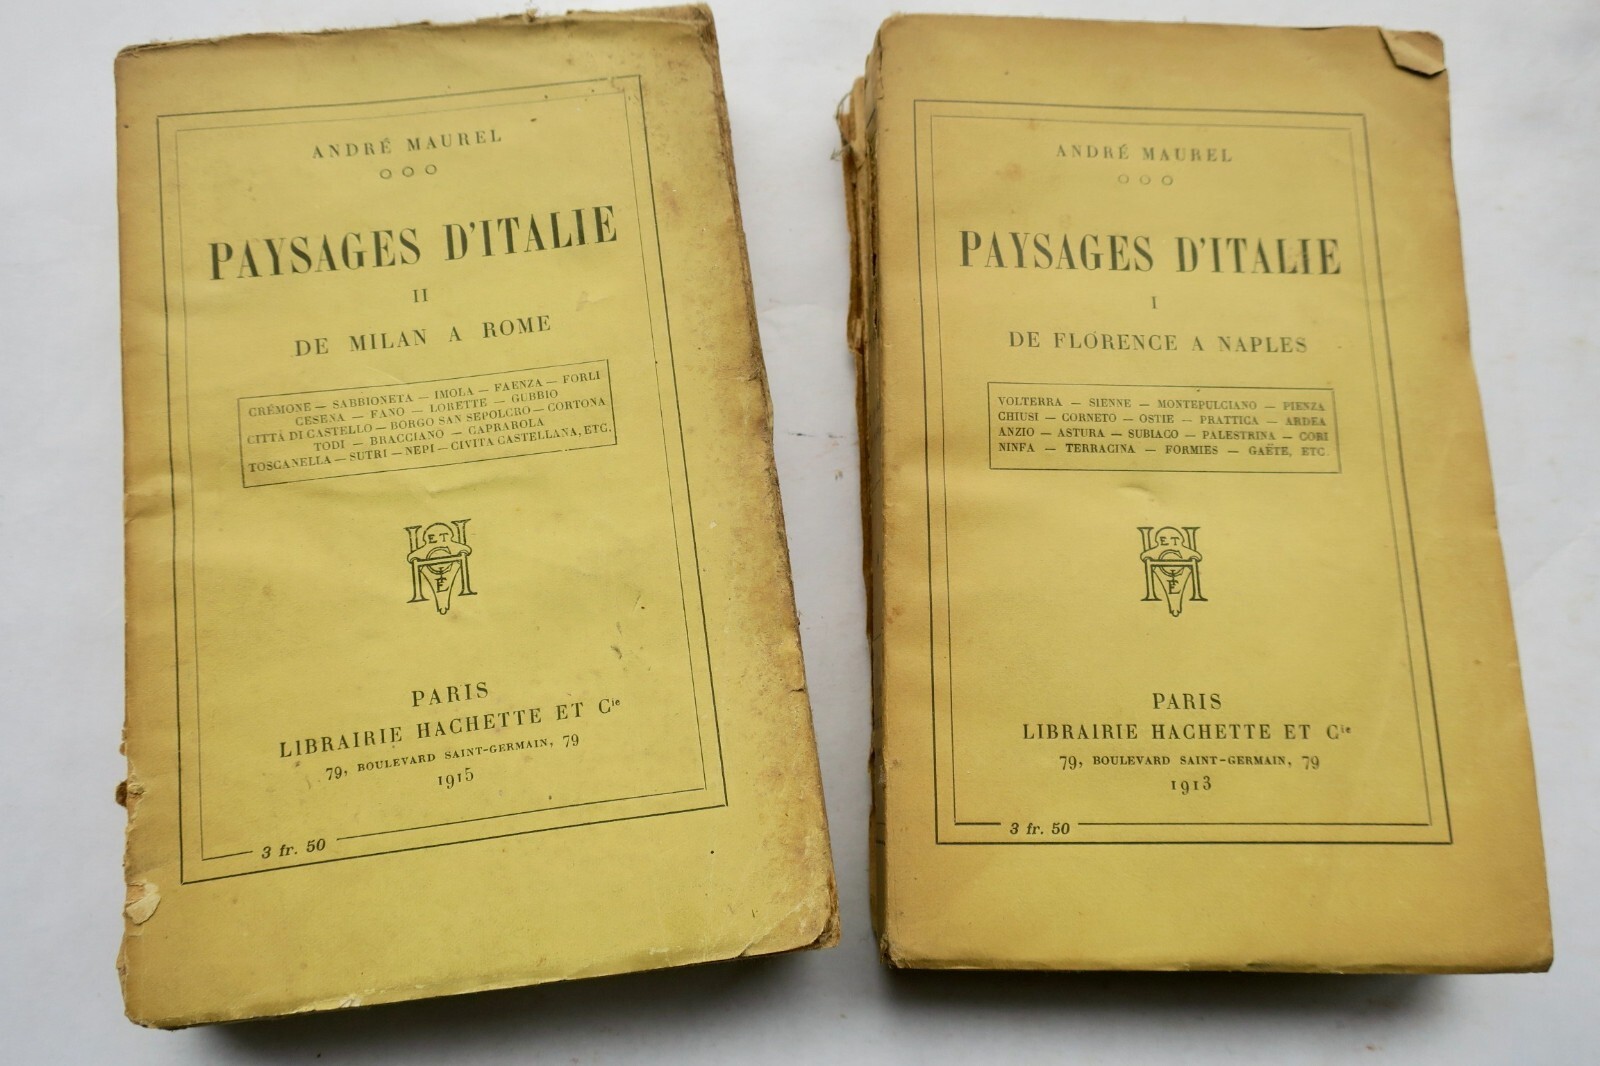 ANDRÉ MAUREL
PAYSAGES D'ITALIE
II
DE MILAN A ROME
CRÉMONE — SABBIONETA — IMOLA — FAENZA — FORLI
CESENA — FANO — LORETTE — GUBBIO
CITTÀ DI CASTELLO — BORGO SAN SEPOLCRO — CORTONA
TODI — BRACCIANO — CAPRAROLA
TOSCANELLA — SUTRI — NEPI — CIVITA CASTELLANA, ETC.
ET
Cie
PARIS
LIBRAIRIE HACHETTE ET Cie
79, BOULEVARD SAINT-GERMAIN, 79
1915
3 fr. 50
ANDRÉ MAUREL
PAYSAGES D'ITALIE
I
DE FLORENCE A NAPLES
VOLTERRA — SIENNE — MONTEPULCIANO — PIENZA
CHIUSI — CORNETO — OSTIE — PRATTICA — ARDEA
ANZIO — ASTURA — SUBIACO — PALESTRINA — CORI
NINFA — TERRACINA — FORMIES — GAËTE, ETC.
ET
Cie
PARIS
LIBRAIRIE HACHETTE ET Cie
79, BOULEVARD SAINT-GERMAIN, 79
1913
3 fr. 50